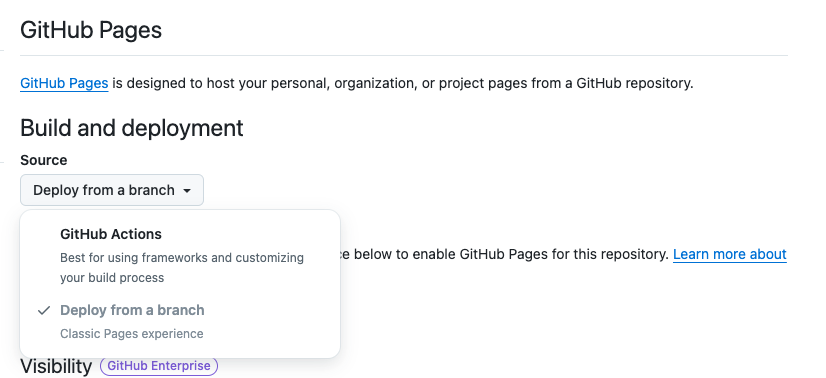 GitHub Pages
GitHub Pages is designed to host your personal, organization, or project pages from a GitHub repository.
Build and deployment
Source
Deploy from a branch
GitHub Actions
Best for using frameworks and customizing
your build process
below to enable GitHub Pages for this repository. Learn more about
Deploy from a branch
Classic Pages experience
Visibility GitHub Enterprise